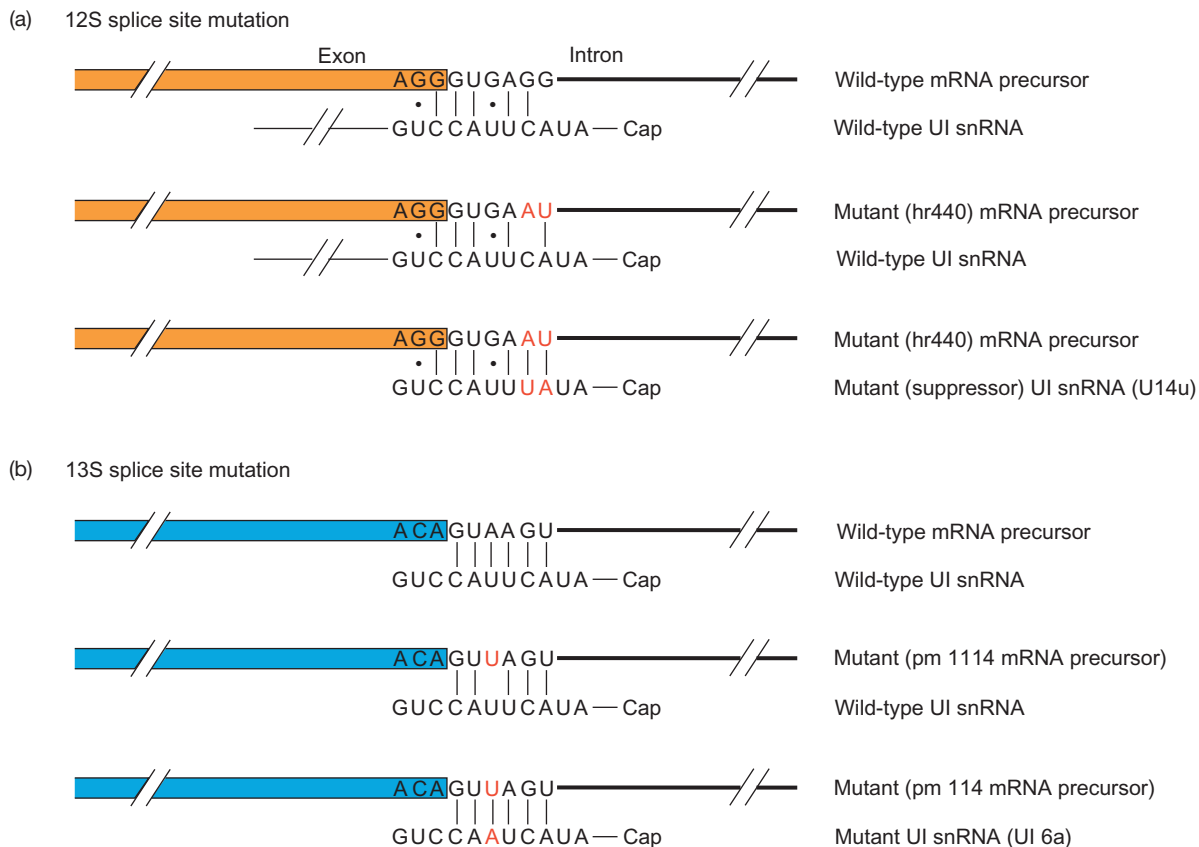 (a) 12S splice site mutation
Exon Intron
AGGGUGAGG Wild-type mRNA precursor
GUCCAUUCAUA Cap Wild-type UI snRNA
AGGGUGAAU Mutant (hr440) mRNA precursor
GUCCAUUCAUA Cap Wild-type UI snRNA
AGGGUGAAU Mutant (hr440) mRNA precursor
GUCCAUUUAUA Cap Mutant (suppressor) UI snRNA (U14u)
(b) 13S splice site mutation
ACAGUAAGU Wild-type mRNA precursor
GUCCAUUCAUA Cap Wild-type UI snRNA
ACAGUUAGU Mutant (pm 1114 mRNA precursor)
GUCCAUUCAUA Cap Wild-type UI snRNA
ACAGUUAGU Mutant (pm 114 mRNA precursor)
GUCCAAUCAUA Cap Mutant UI snRNA (UI 6a)